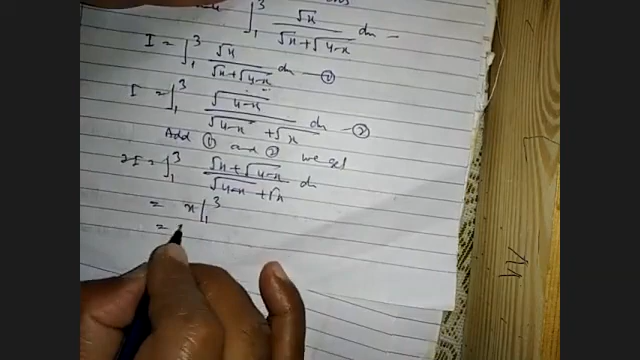 ∫₁³ √x / (√x + √4-x) dx
I = ∫₁³ √x / (√x + √4-x) dx — ②
I = ∫₁³ √4-x / (√4-x + √x) dx — ②
Add ① and ② we get
2I = ∫₁³ (√x + √4-x) / (√4-x + √x) dx
= x |₁³
=